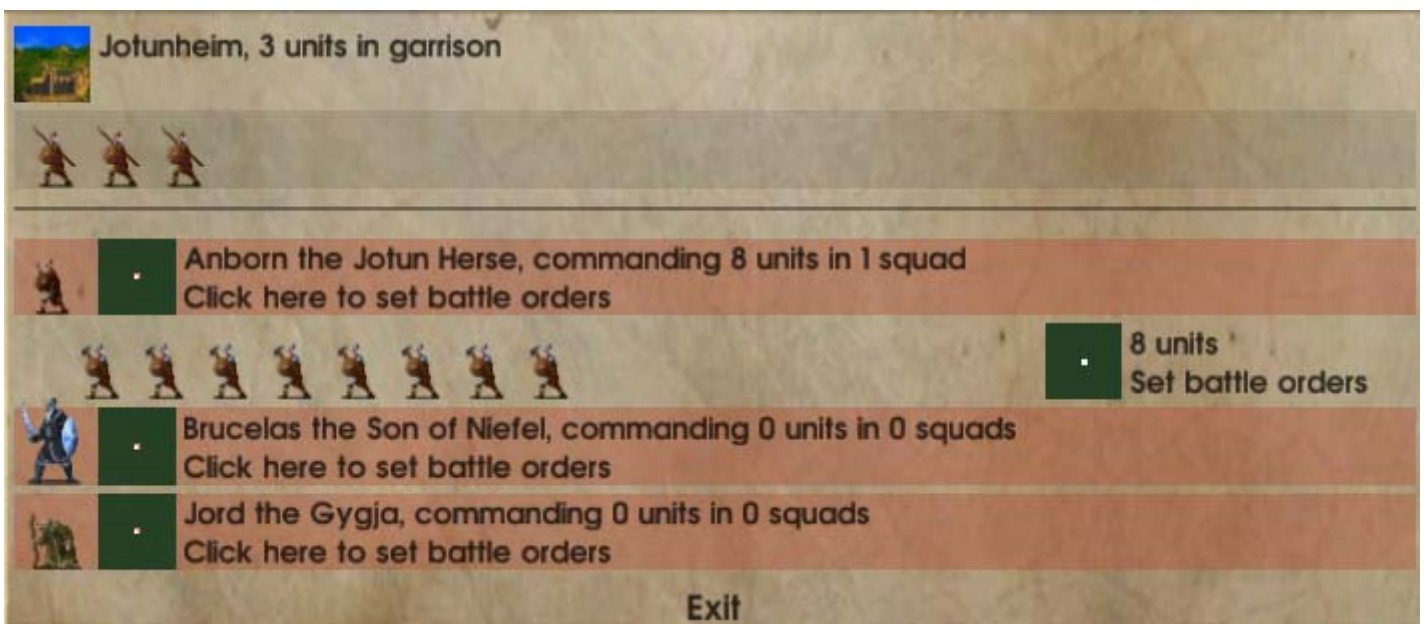 Jotunheim, 3 units in garrison
Anborn the Jotun Herse, commanding 8 units in 1 squad
Click here to set battle orders
8 units
Set battle orders
Brucelas the Son of Niefel, commanding 0 units in 0 squads
Click here to set battle orders
Jord the Gygja, commanding 0 units in 0 squads
Click here to set battle orders
Exit